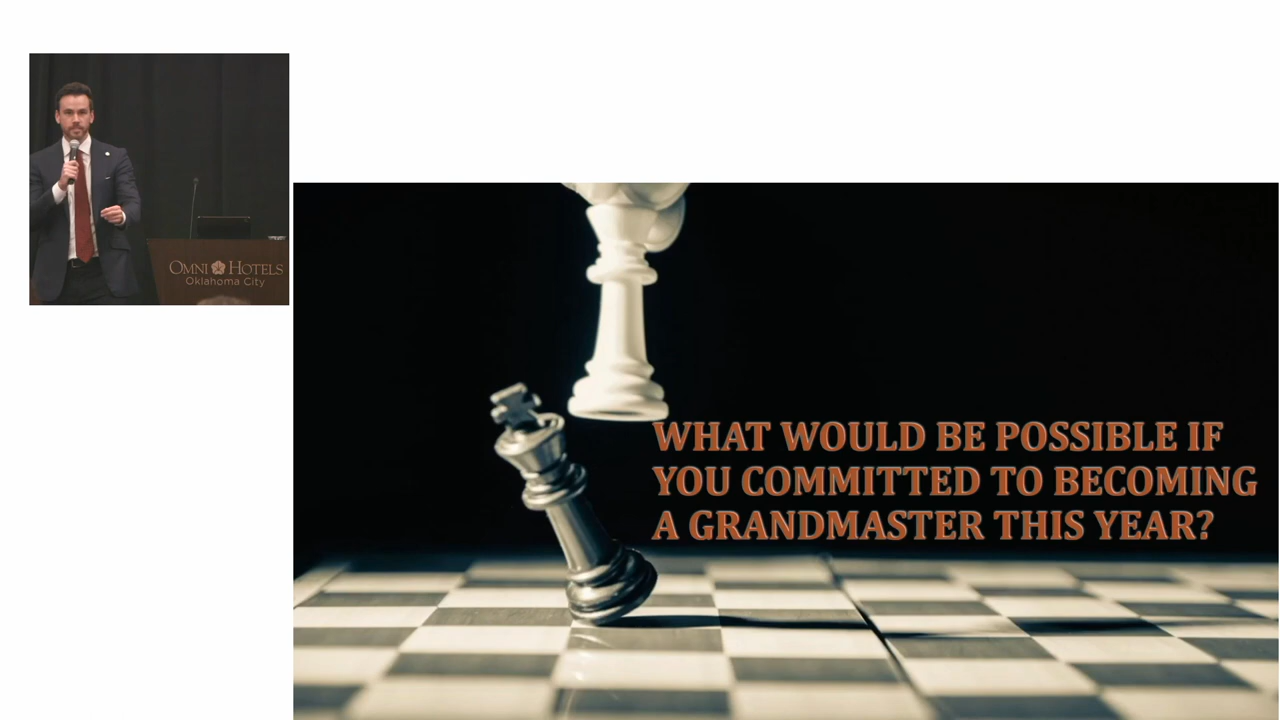 OMNI HOTELS
Oklahoma City
WHAT WOULD BE POSSIBLE IF
YOU COMMITTED TO BECOMING
A GRANDMASTER THIS YEAR?